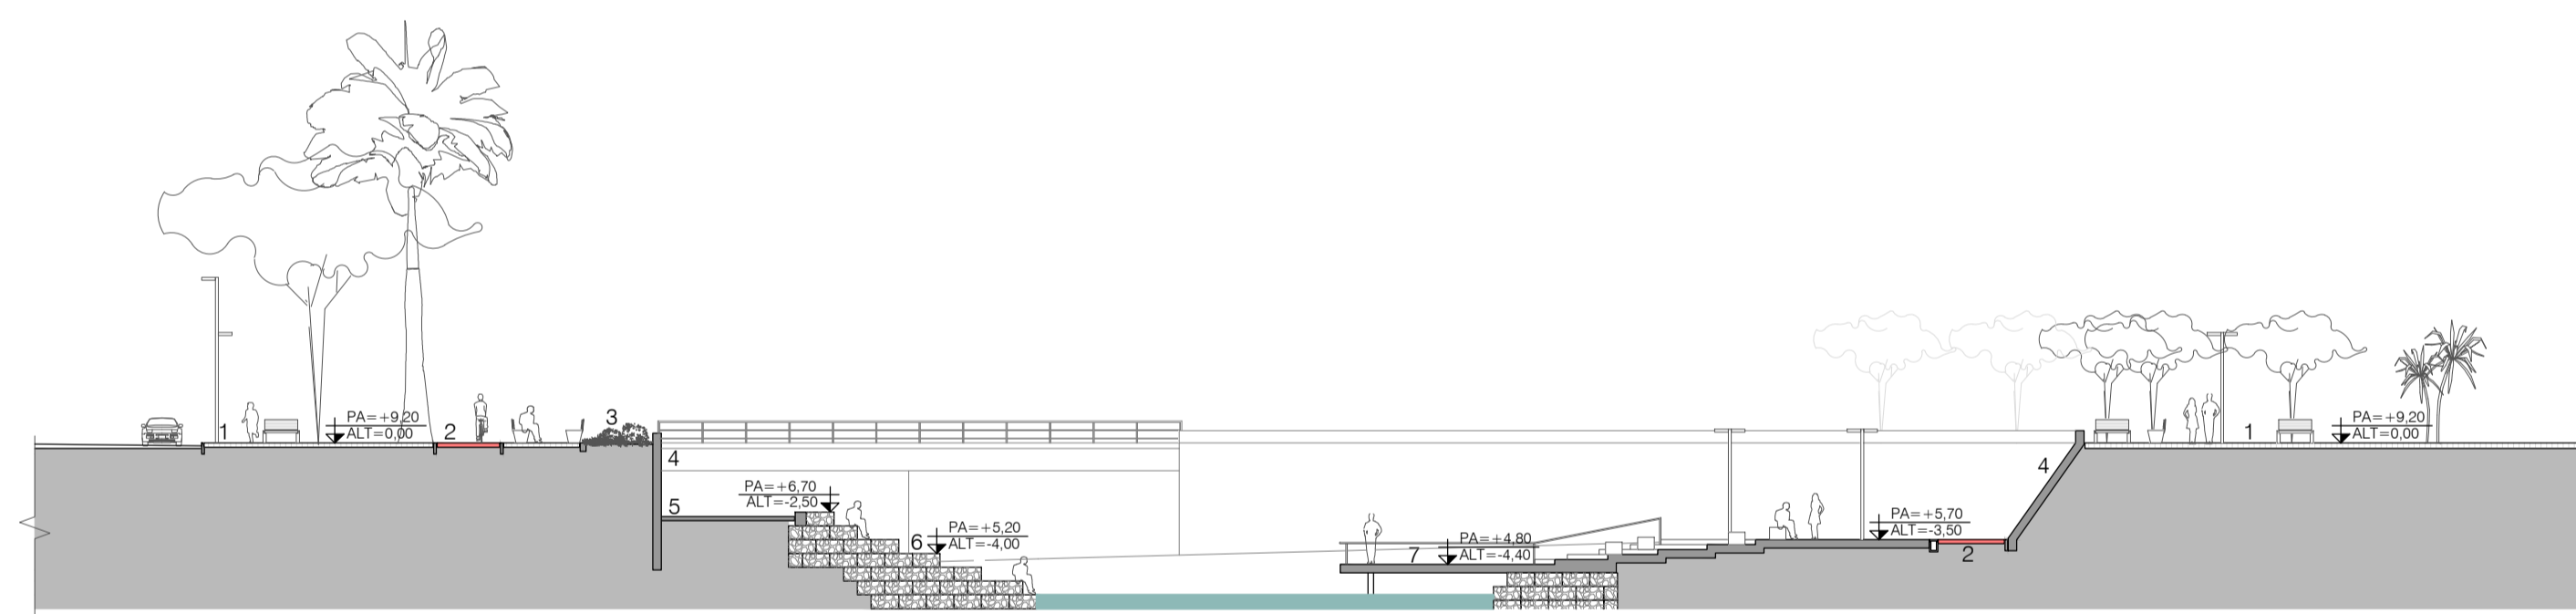 1
PA=+9,20
ALT=0,00
2
3
4
5
PA=+6,70
ALT=-2,50
6
PA=+5,20
ALT=-4,00
7
PA=+4,80
ALT=-4,40
PA=+5,70
ALT=-3,50
2
4
1
PA=+9,20
ALT=0,00